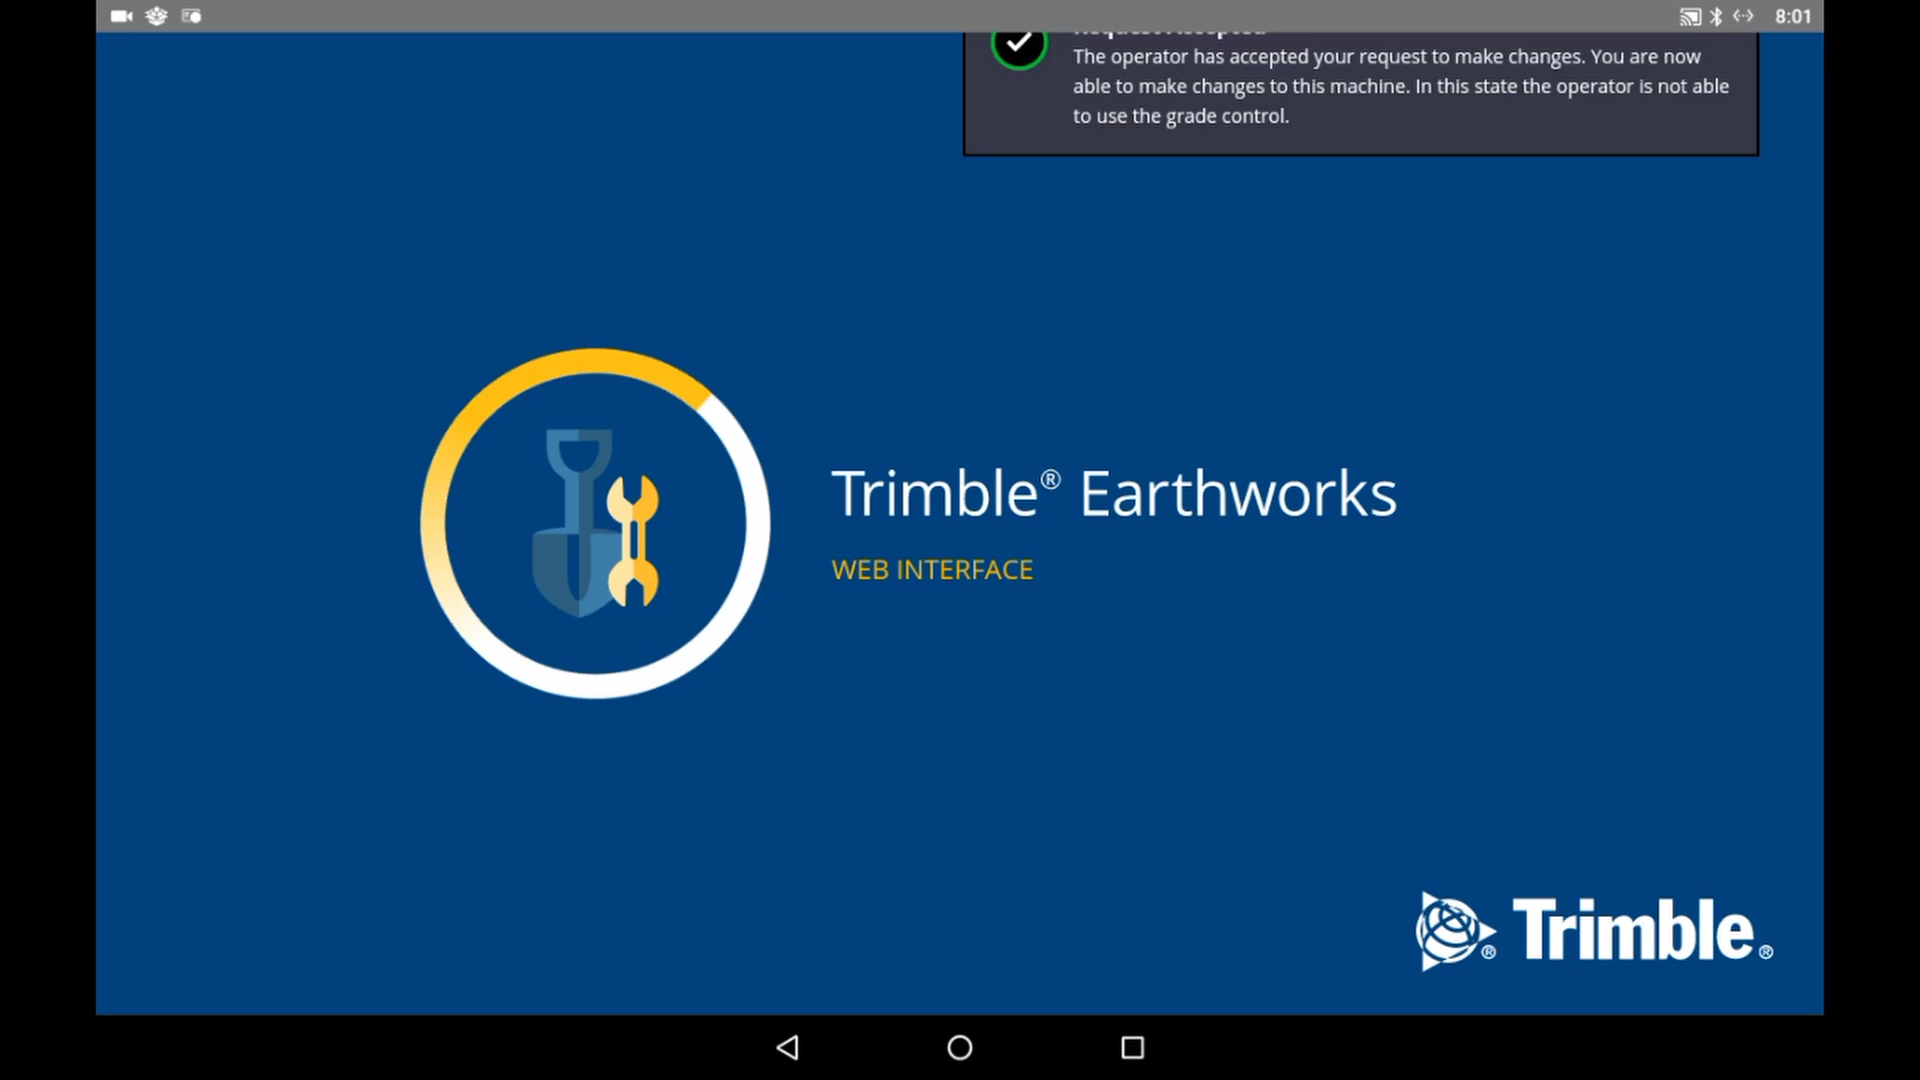 8:01
Request Accepted
The operator has accepted your request to make changes. You are now
able to make changes to this machine. In this state the operator is not able
to use the grade control.
Trimble® Earthworks
WEB INTERFACE
® Trimble®